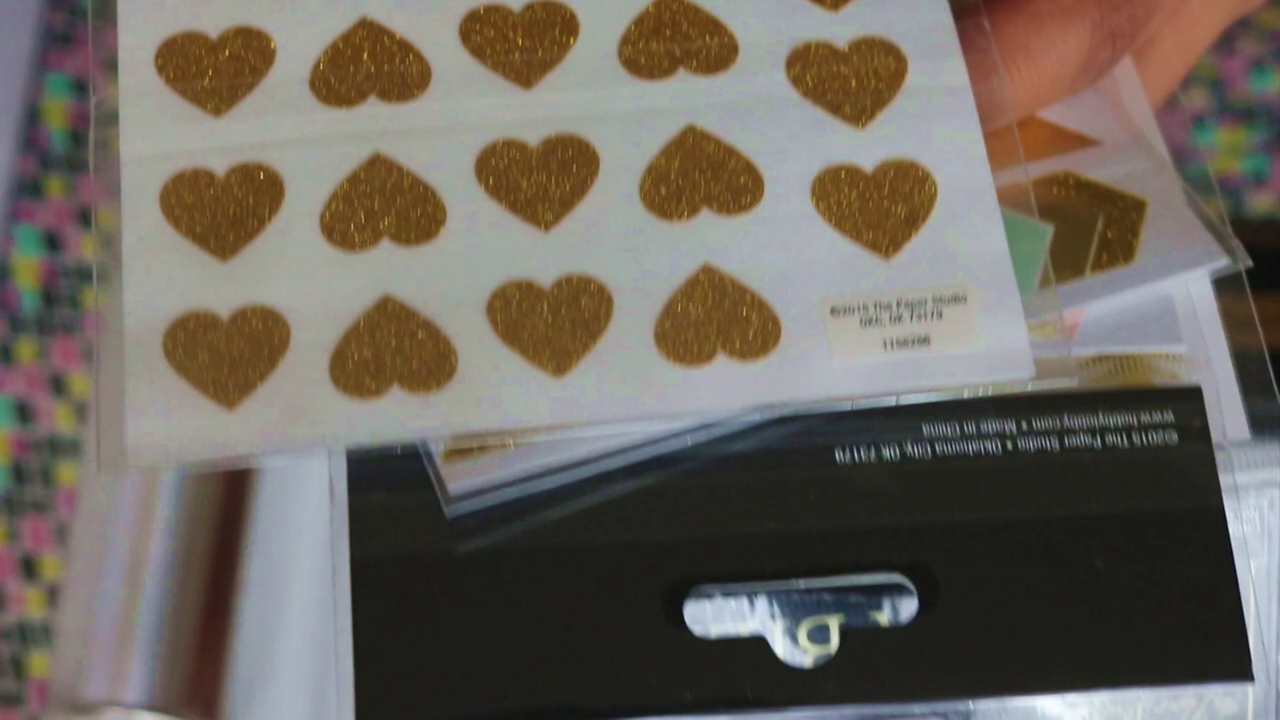 ©2015 The Paper Studio
OKC, OK 73179
©2015 The Paper Studio • Oklahoma City, OK 73179
www.hobbylobby.com • Made in China